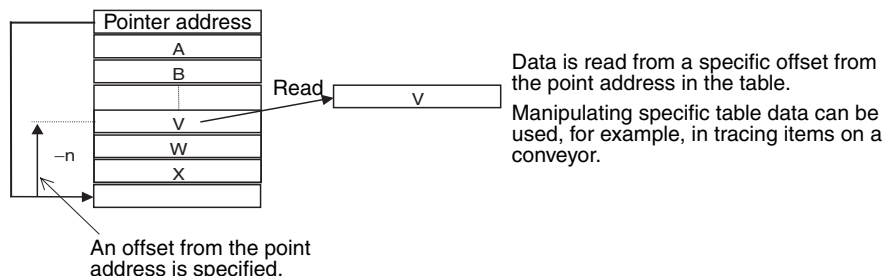 Pointer address
A
B
Read
V
V
W
X
–n
Data is read from a specific offset from
the point address in the table.
Manipulating specific table data can be
used, for example, in tracing items on a
conveyor.
An offset from the point
address is specified.